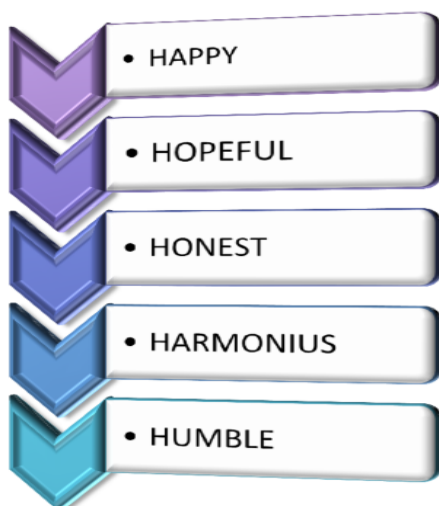 • HAPPY
• HOPEFUL
• HONEST
• HARMONIUS
• HUMBLE